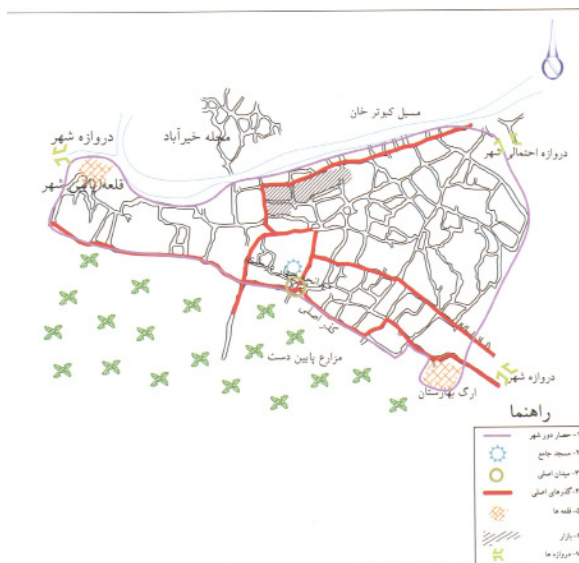 مسیل کبوتر خان
محله خیرآباد
دروازه شهر
دروازه احتمالی شهر
قلعه پایین شهر
مزارع پایین دست
دروازه شهر
ارگ بهارستان
راهنما
۱- حصار دور شهر
۲- مسجد جامع
۳- میدان اصلی
۴- گذرهای اصلی
۵- قلعه ها
۶- بازار
۷- دروازه ها